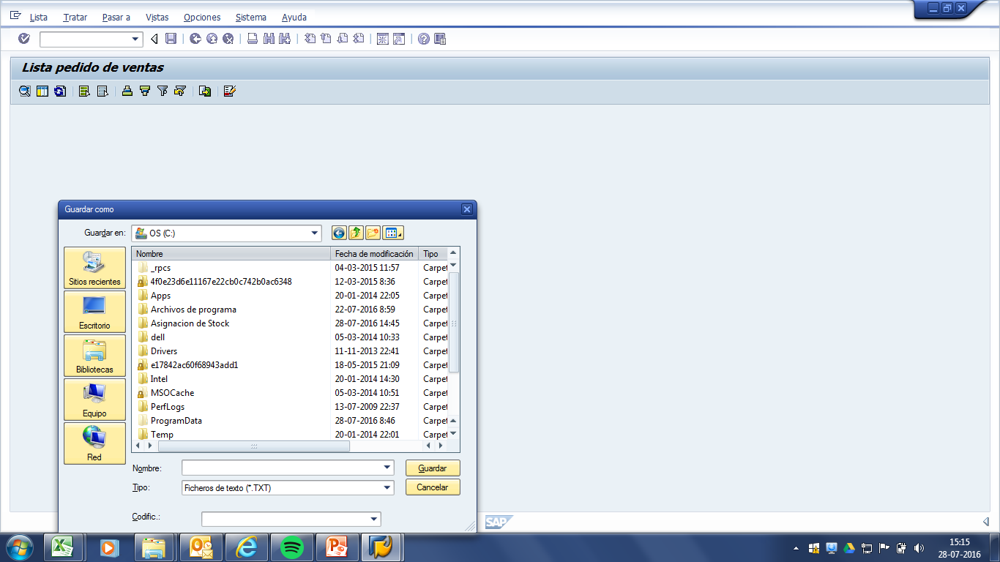 Lista Tratar Pasar a Vistas Opciones Sistema Ayuda
Lista pedido de ventas
Guardar como
Guardar en: OS (C:)
Nombre Fecha de modificación Tipo
_rpcs 04-03-2015 11:57 Carpet
4f0e23d6e11167e22cb0c742b0ac6348 12-03-2015 8:36 Carpet
Apps 20-01-2014 22:05 Carpet
Archivos de programa 22-07-2016 8:59 Carpet
Asignacion de Stock 28-07-2016 14:45 Carpet
dell 05-03-2014 10:33 Carpet
Drivers 11-11-2013 22:41 Carpet
e17842ac60f68943add1 18-05-2015 21:09 Carpet
Intel 20-01-2014 14:30 Carpet
MSOCache 05-03-2014 10:51 Carpet
PerfLogs 13-07-2009 22:37 Carpet
ProgramData 28-07-2016 8:46 Carpet
Temp 20-01-2014 22:01 Carpet
Sitios recientes
Escritorio
Bibliotecas
Equipo
Red
Nombre: Guardar
Tipo: Ficheros de texto (*.TXT) Cancelar
Codific.:
SAP
15:15
28-07-2016